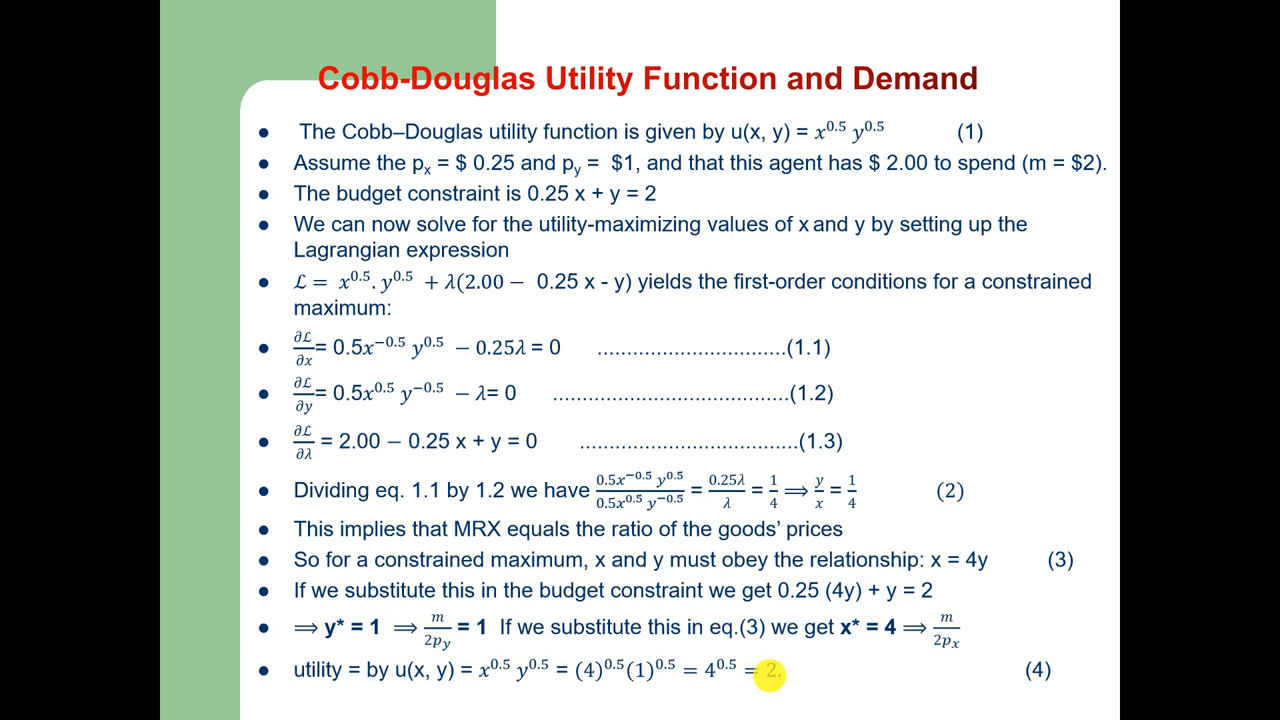 Cobb-Douglas Utility Function and Demand
● The Cobb–Douglas utility function is given by u(x, y) = x^0.5 y^0.5 (1)
● Assume the p_x = $ 0.25 and p_y = $1, and that this agent has $ 2.00 to spend (m = $2).
● The budget constraint is 0.25 x + y = 2
● We can now solve for the utility-maximizing values of x and y by setting up the
Lagrangian expression
● ℒ = x^0.5. y^0.5 + λ(2.00 − 0.25 x - y) yields the first-order conditions for a constrained
maximum:
● ∂ℒ/∂x = 0.5x^−0.5 y^0.5 − 0.25λ = 0 ................................(1.1)
● ∂ℒ/∂y = 0.5x^0.5 y^−0.5 − λ= 0 ........................................(1.2)
● ∂ℒ/∂λ = 2.00 − 0.25 x + y = 0 .....................................(1.3)
● Dividing eq. 1.1 by 1.2 we have 0.5x^−0.5 y^0.5/0.5x^0.5 y^−0.5 = 0.25λ/λ = 1/4 ⟹ y/x = 1/4 (2)
● This implies that MRX equals the ratio of the goods' prices
● So for a constrained maximum, x and y must obey the relationship: x = 4y (3)
● If we substitute this in the budget constraint we get 0.25 (4y) + y = 2
● ⟹ y* = 1 ⟹ m/2p_y = 1 If we substitute this in eq.(3) we get x* = 4 ⟹ m/2p_x
● utility = by u(x, y) = x^0.5 y^0.5 = (4)^0.5(1)^0.5 = 4^0.5 = 2. (4)